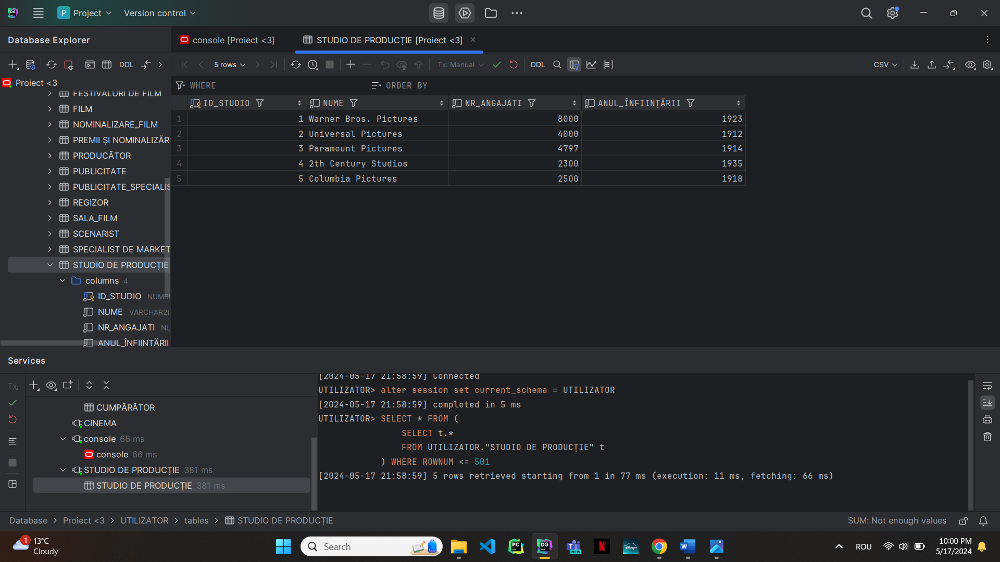 P Project Version control
Database Explorer
console [Proiect <3] STUDIO DE PRODUCȚIE [Proiect <3]
DDL 5 rows Tx: Manual DDL CSV
Proiect <3
WHERE ORDER BY
FESTIVALURI DE FILM
FILM
NOMINALIZARE_FILM
PREMII ȘI NOMINALIZĂRI
PRODUCĂTOR
PUBLICITATE
PUBLICITATE_SPECIALIS
REGIZOR
SALA_FILM
SCENARIST
SPECIALIST DE MARKET
STUDIO DE PRODUCȚIE
columns 4
ID_STUDIO NUMB
NUME VARCHAR2(
NR_ANGAJATI NU
ANUL_ÎNFIINȚĂRII
ID_STUDIO NUME NR_ANGAJATI ANUL_ÎNFIINȚĂRII
1 1 Warner Bros. Pictures 8000 1923
2 2 Universal Pictures 4000 1912
3 3 Paramount Pictures 4797 1914
4 4 2th Century Studios 2300 1935
5 5 Columbia Pictures 2500 1918
Services
Tx
CUMPĂRĂTOR
CINEMA
console 66 ms
console 66 ms
STUDIO DE PRODUCȚIE 381 ms
STUDIO DE PRODUCȚIE 381 ms
[2024-05-17 21:58:59] Connected
UTILIZATOR> alter session set current_schema = UTILIZATOR
[2024-05-17 21:58:59] completed in 5 ms
UTILIZATOR> SELECT * FROM (
SELECT t.*
FROM UTILIZATOR."STUDIO DE PRODUCȚIE" t
) WHERE ROWNUM <= 501
[2024-05-17 21:58:59] 5 rows retrieved starting from 1 in 77 ms (execution: 11 ms, fetching: 66 ms)
Database > Proiect <3 > UTILIZATOR > tables > STUDIO DE PRODUCȚIE SUM: Not enough values
1 13°C
Cloudy
Search
PC
DG
NEW
N
Disney+
W
ROU
10:00 PM
5/17/2024